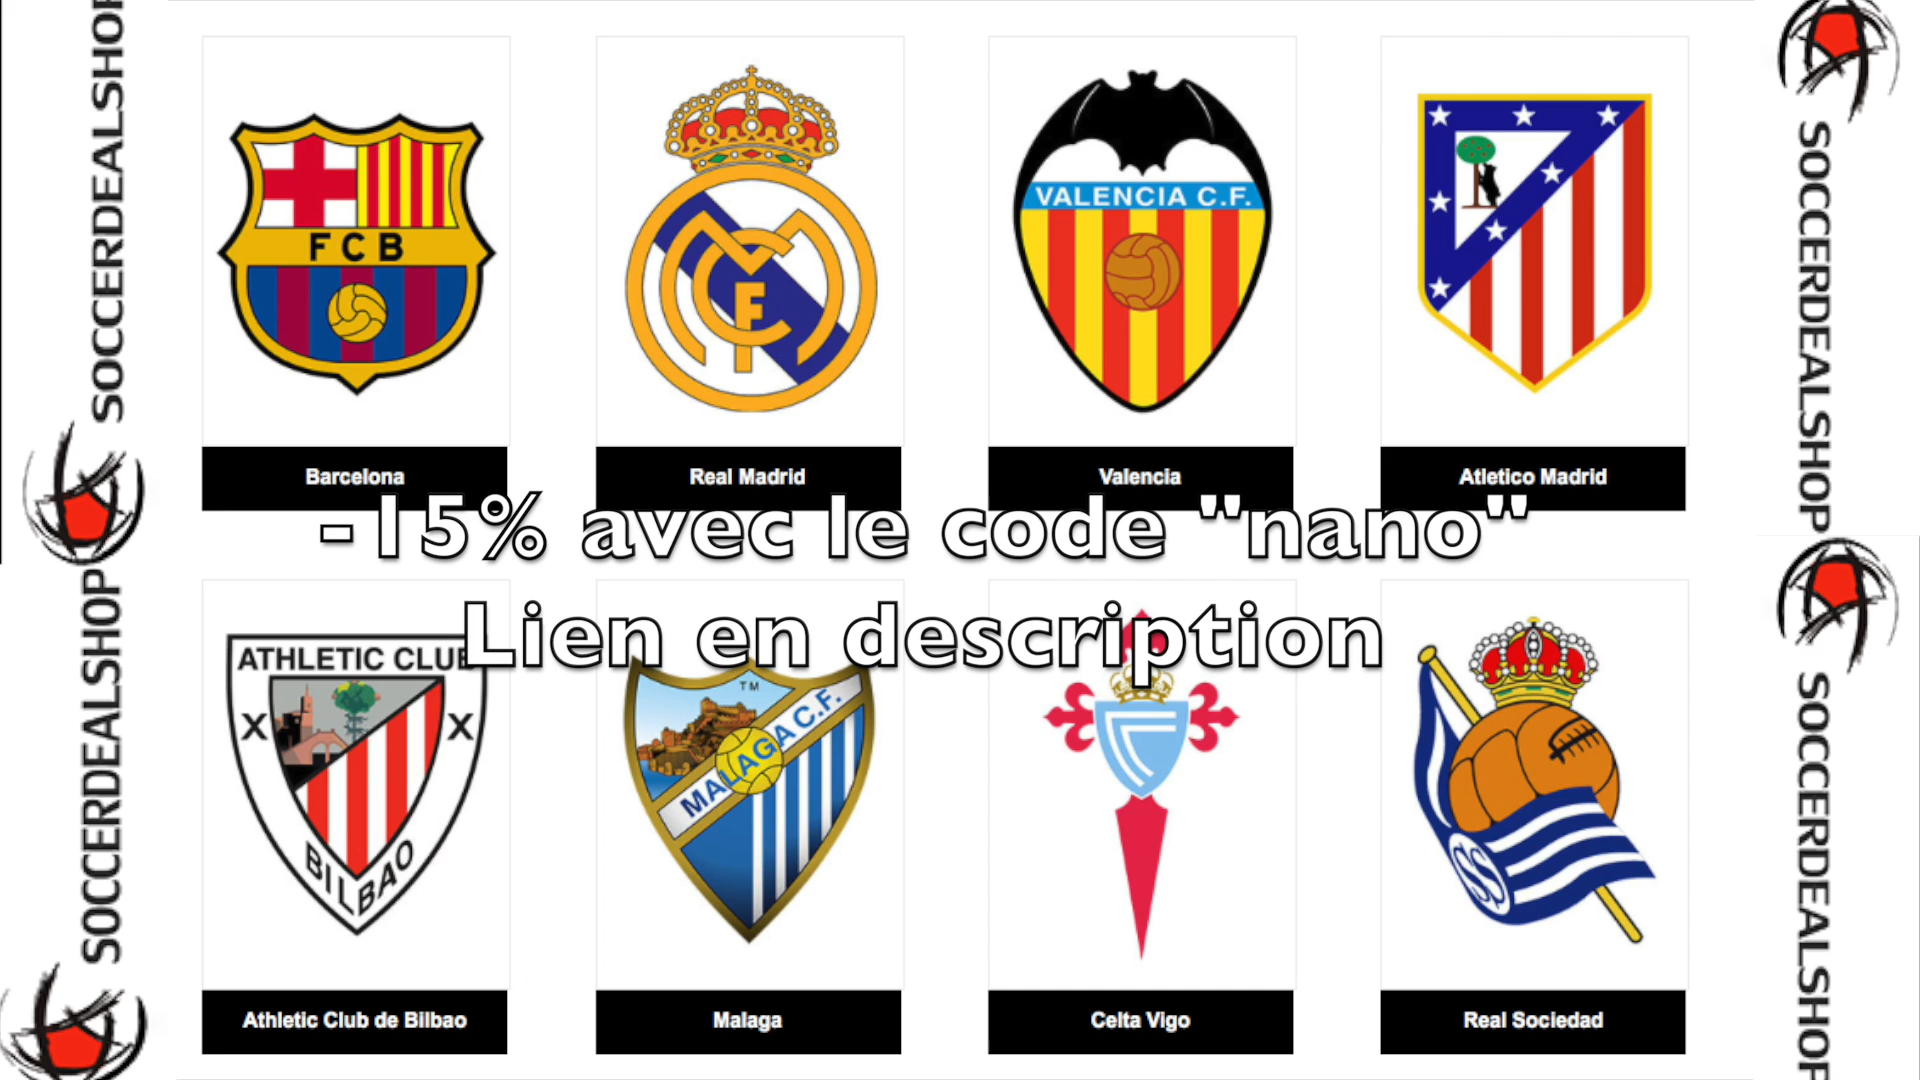 SOCCERDEALSHOP
SOCCERDEALSHOP
F C B
VALENCIA C.F.
Barcelona
Real Madrid
Valencia
Atletico Madrid
-15% avec le code "nano"
Lien en description
ATHLETIC CLUB
BILBAO
TM
MALAGA C.F.
Athletic Club de Bilbao
Malaga
Celta Vigo
Real Sociedad
SOCCERDEALSHOP
SOCCERDEALSHOP